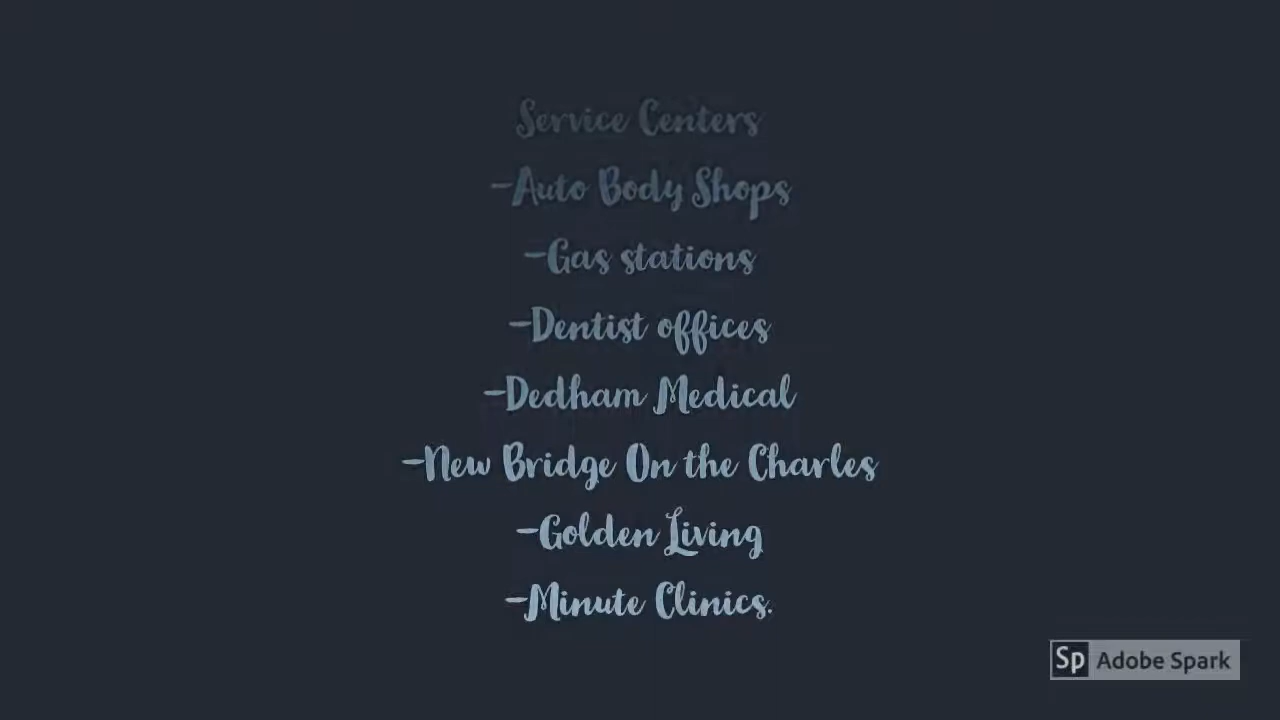 Service Centers
-Auto Body Shops
-Gas stations
-Dentist offices
-Dedham Medical
-New Bridge On the Charles
-Golden Living
-Minute Clinics.
Sp Adobe Spark